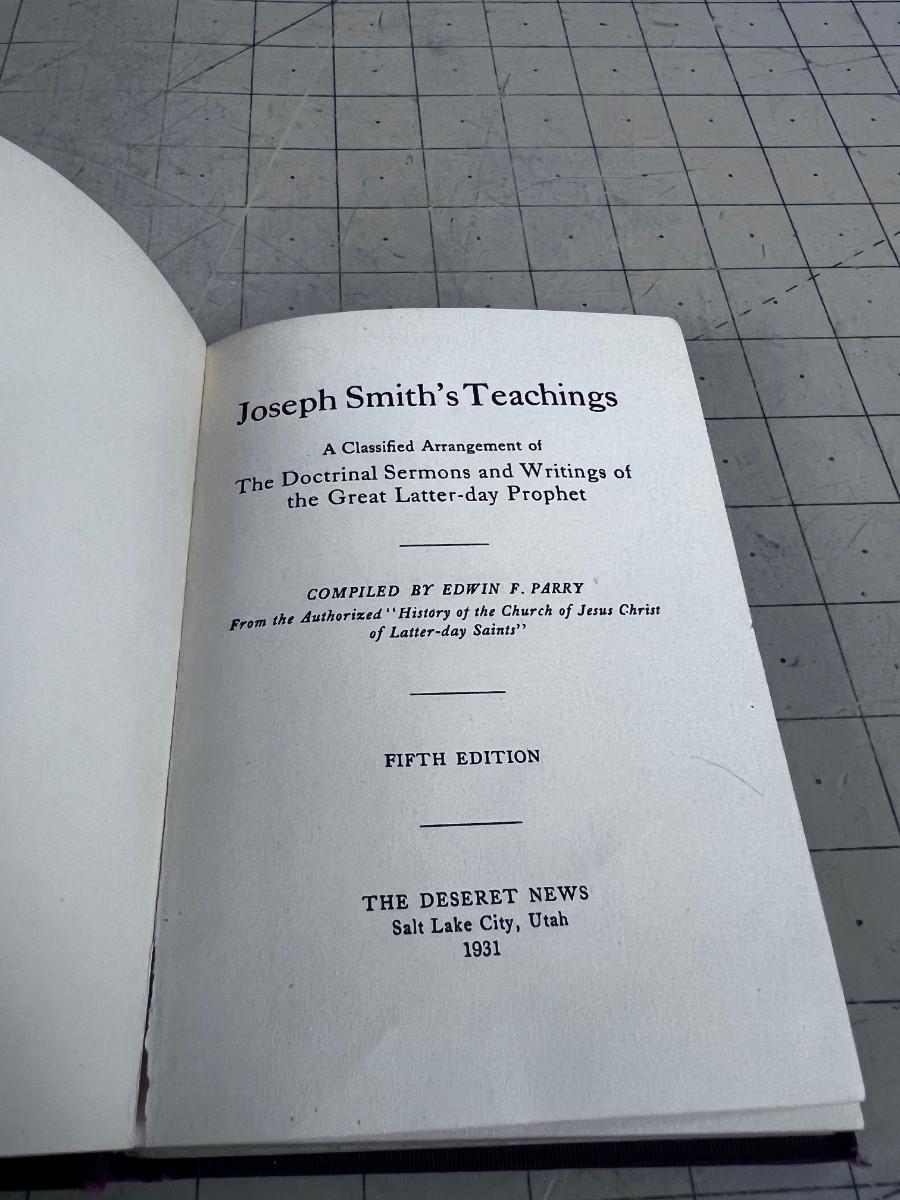 Joseph Smith's Teachings
A Classified Arrangement of
The Doctrinal Sermons and Writings of
the Great Latter-day Prophet
COMPILED BY EDWIN F. PARRY
From the Authorized "History of the Church of Jesus Christ
of Latter-day Saints"
FIFTH EDITION
THE DESERET NEWS
Salt Lake City, Utah
1931